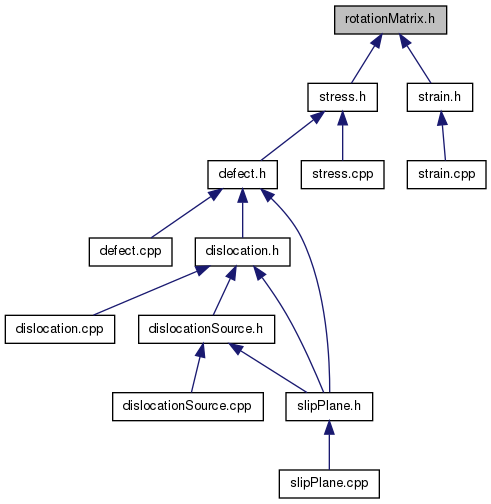 rotationMatrix.h
stress.h
strain.h
defect.h
stress.cpp
strain.cpp
defect.cpp
dislocation.h
dislocation.cpp
dislocationSource.h
dislocationSource.cpp
slipPlane.h
slipPlane.cpp